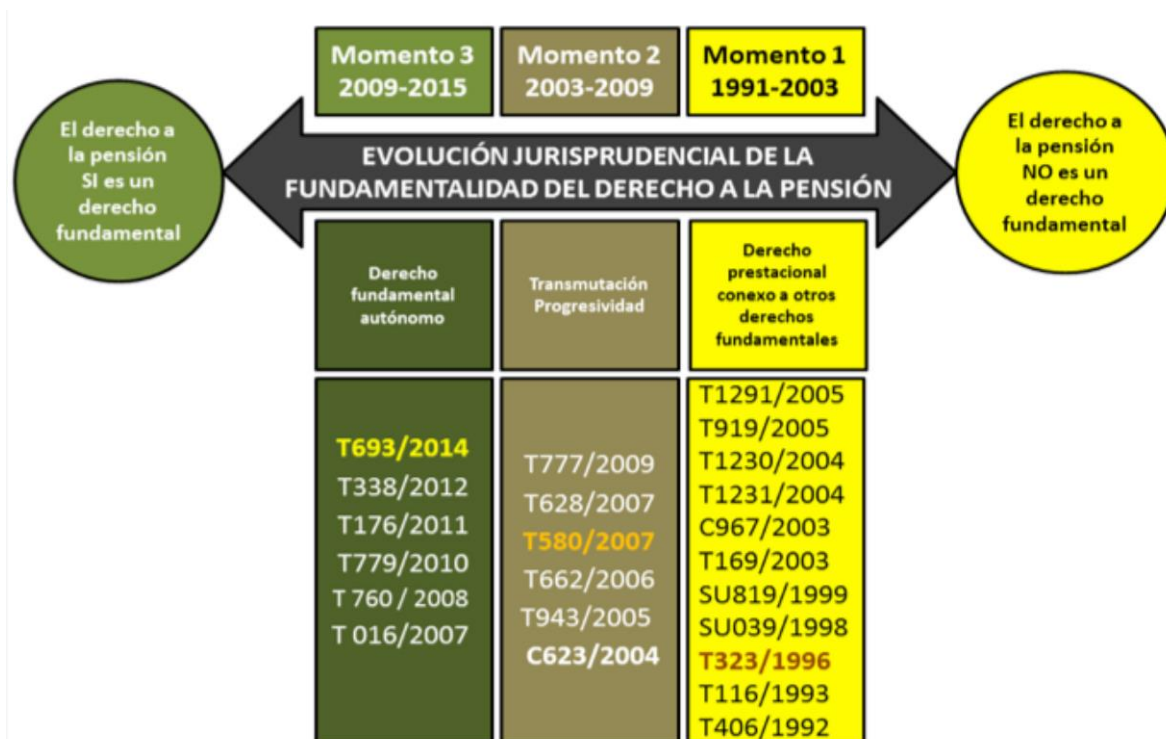 Momento 3
2009-2015
Momento 2
2003-2009
Momento 1
1991-2003
El derecho a
la pensión
SI es un
derecho
fundamental
EVOLUCIÓN JURISPRUDENCIAL DE LA
FUNDAMENTALIDAD DEL DERECHO A LA PENSIÓN
El derecho a
la pensión
NO es un
derecho
fundamental
Derecho
fundamental
autónomo
Transmutación
Progresividad
Derecho
prestacional
conexo a otros
derechos
fundamentales
T693/2014
T338/2012
T176/2011
T779/2010
T 760 / 2008
T 016/2007
T777/2009
T628/2007
T580/2007
T662/2006
T943/2005
C623/2004
T1291/2005
T919/2005
T1230/2004
T1231/2004
C967/2003
T169/2003
SU819/1999
SU039/1998
T323/1996
T116/1993
T406/1992